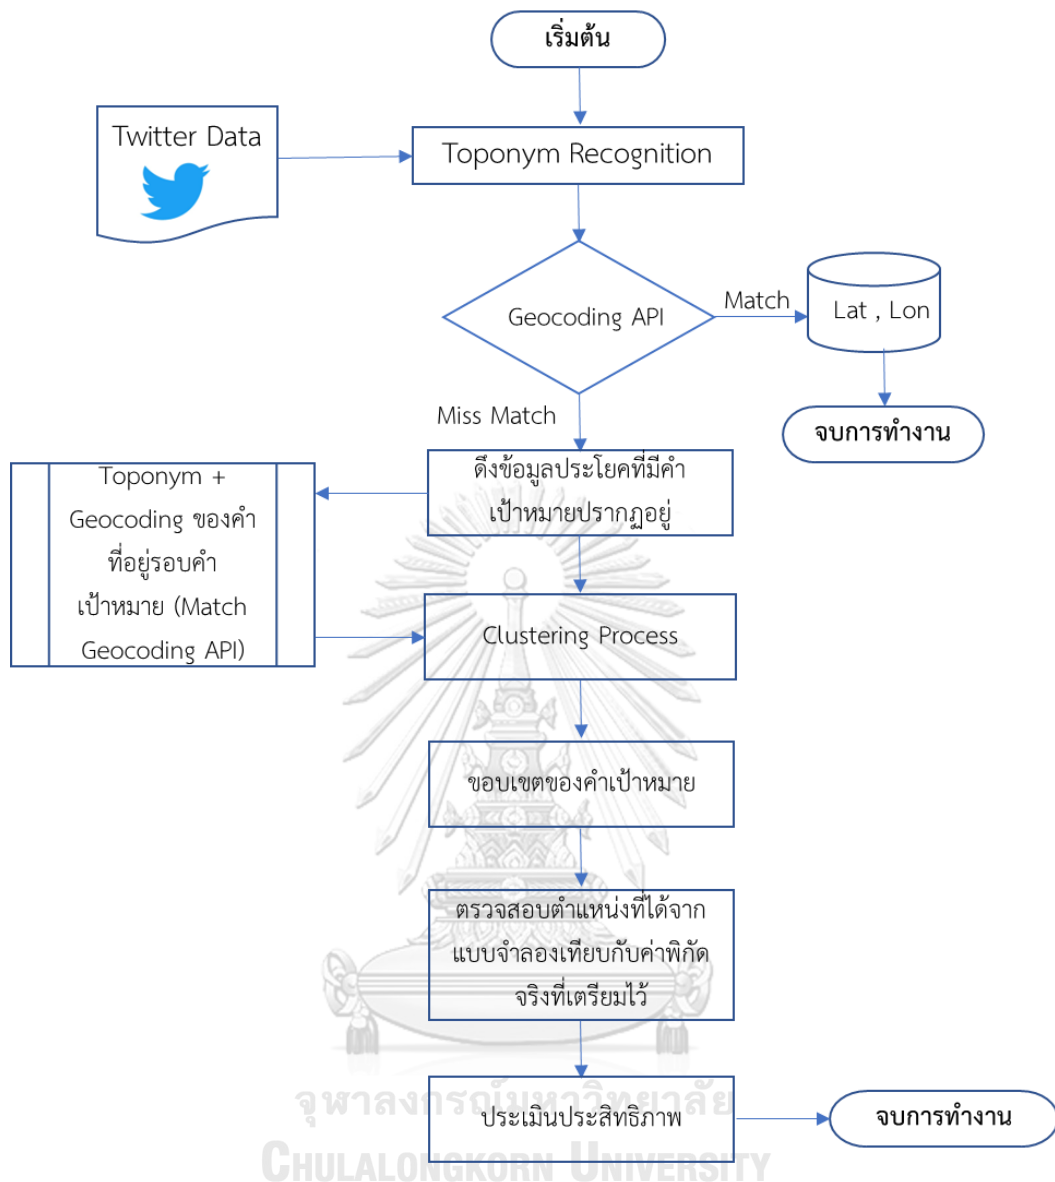 เริ่มต้น
Twitter Data
Toponym Recognition
Geocoding API
Match
Lat , Lon
จบการทำงาน
Miss Match
ดึงข้อมูลประโยคที่มีคำ
เป้าหมายปรากฏอยู่
Toponym +
Geocoding ของคำ
ที่อยู่รอบคำ
เป้าหมาย (Match
Geocoding API)
Clustering Process
ขอบเขตของคำเป้าหมาย
ตรวจสอบตำแหน่งที่ได้จาก
แบบจำลองเทียบกับค่าพิกัด
จริงที่เตรียมไว้
ประเมินประสิทธิภาพ
จบการทำงาน
จุฬาลงกรณ์มหาวิทยาลัย
CHULALONGKORN UNIVERSITY